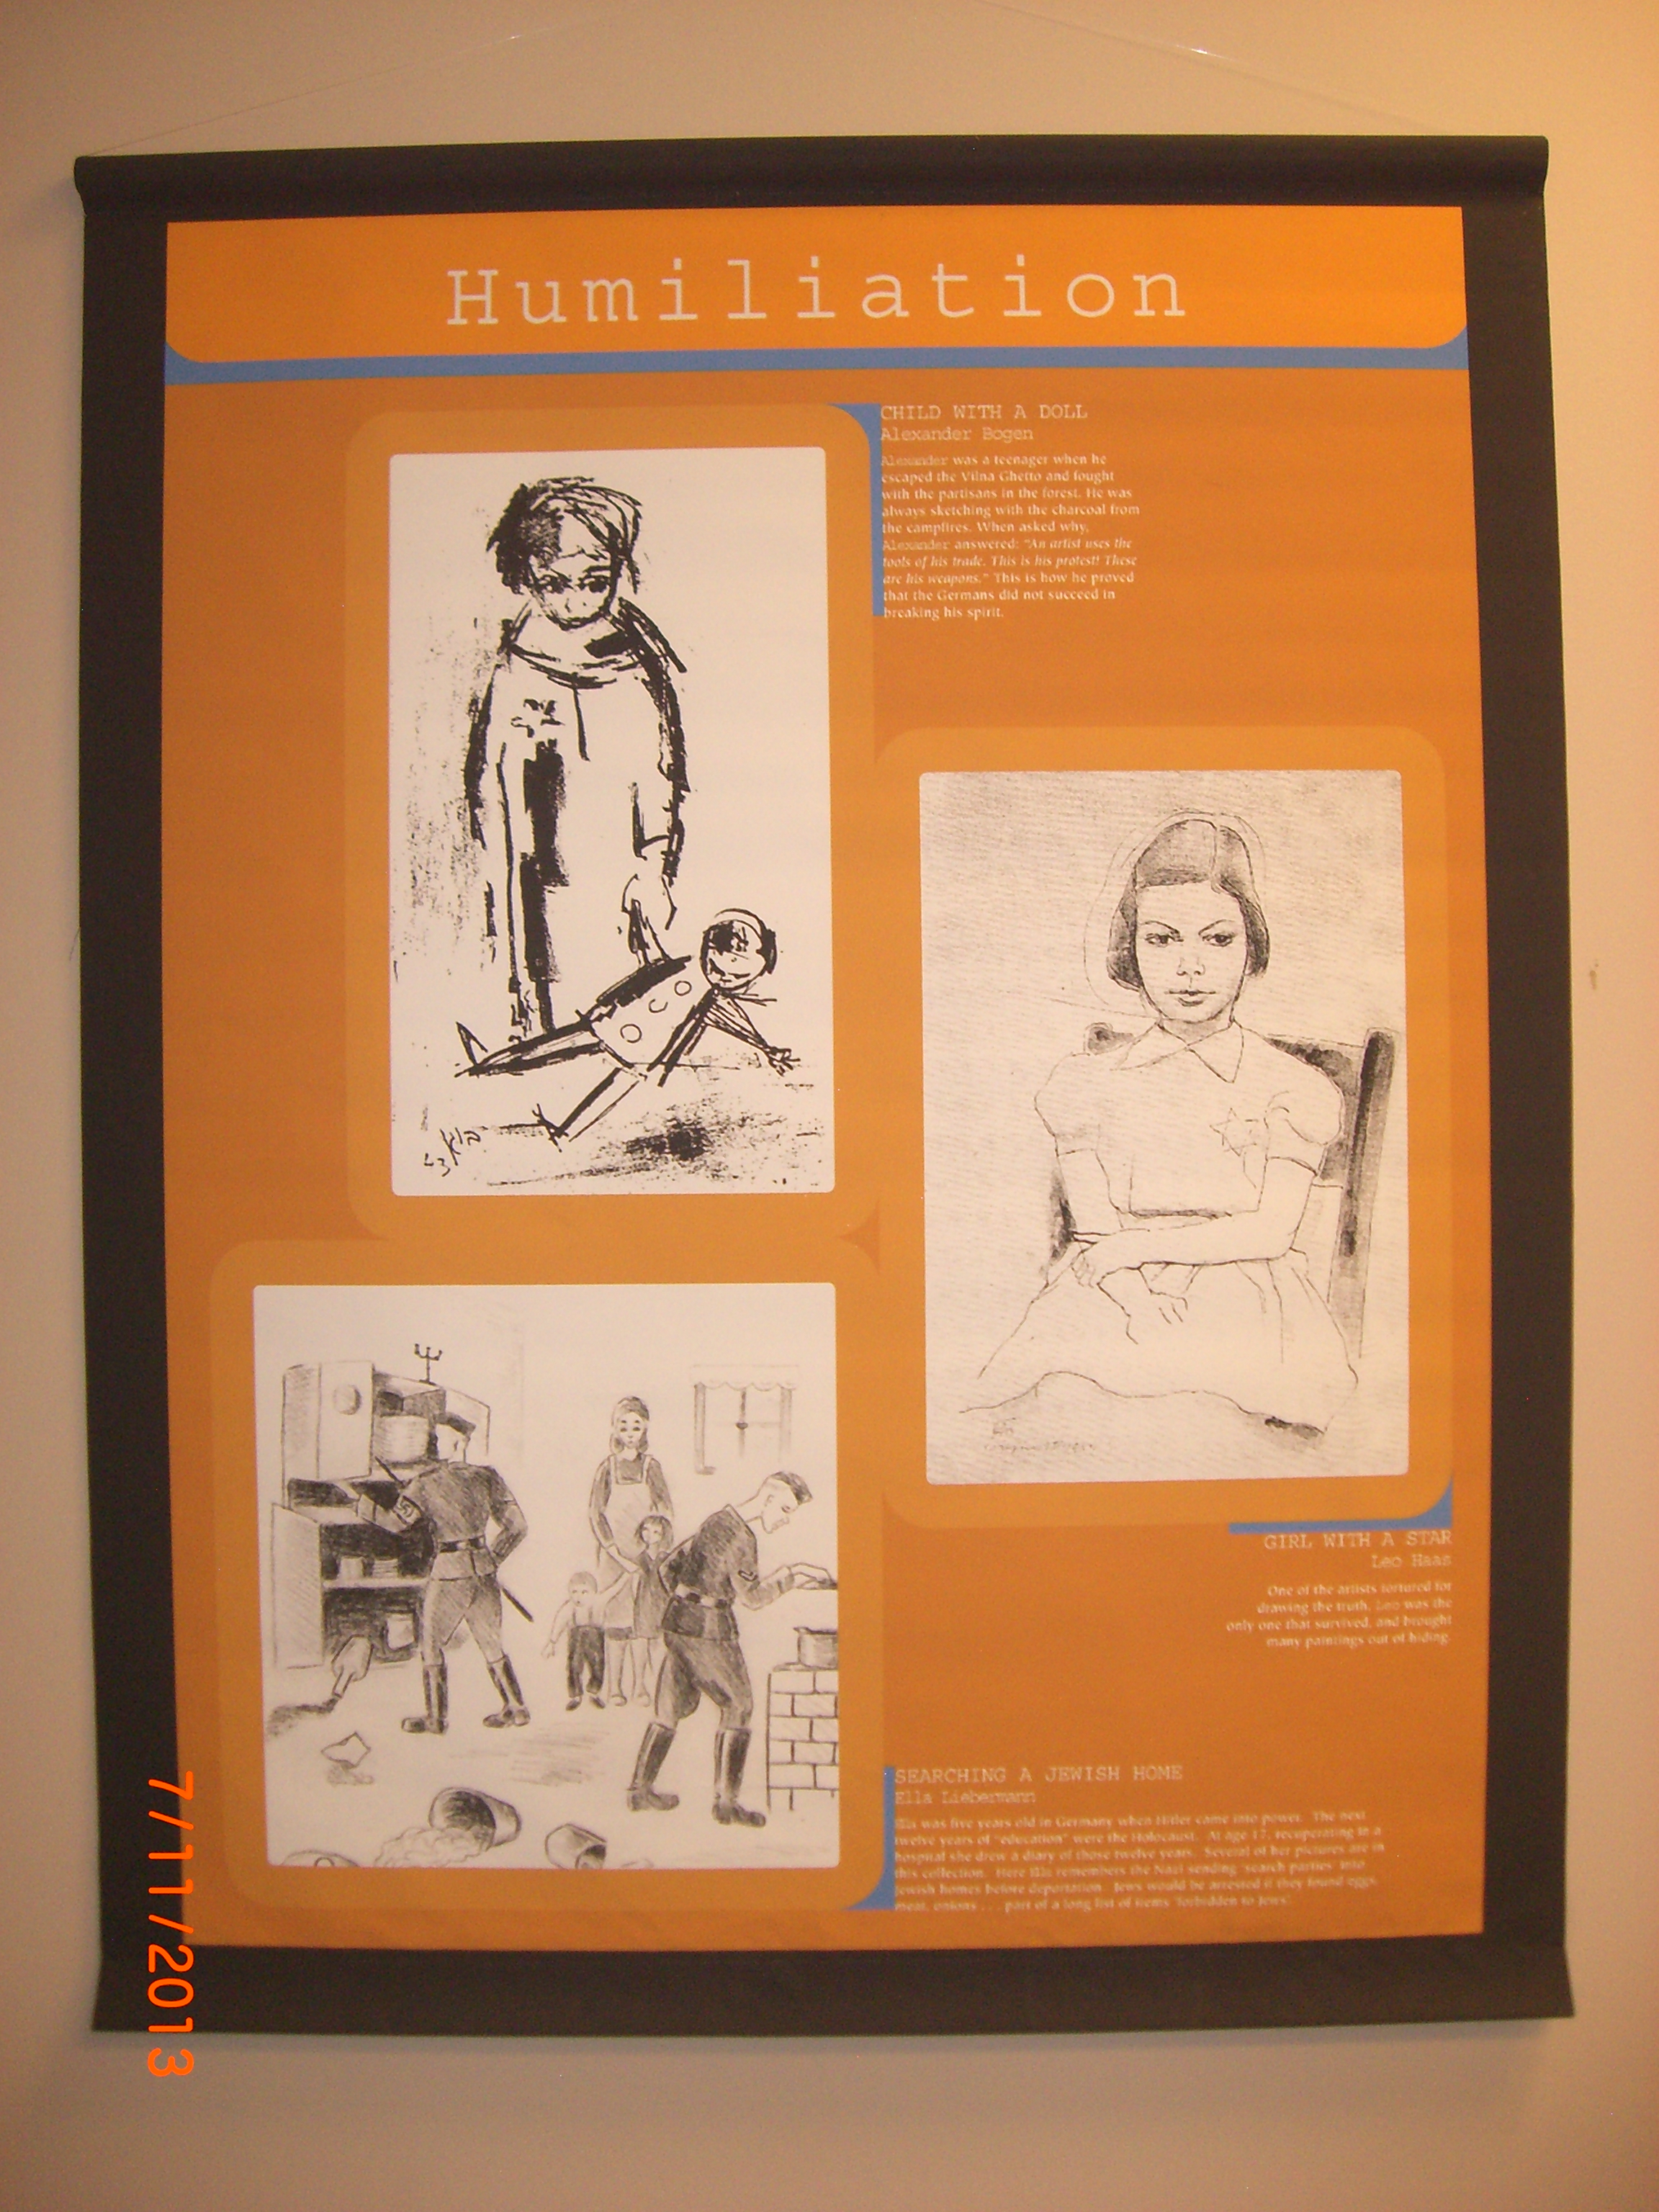 Humiliation
CHILD WITH A DOLL
Alexander Bogen
Alexander was a teenager when he
escaped the Vilna Ghetto and fought
with the partisans in the forest. He was
always sketching with the charcoal from
the campfires. When asked why,
Alexander answered: "An artist uses the
tools of his trade. This is his protest! These
are his weapons." This is how he proved
that the Germans did not succeed in
breaking his spirit.
GIRL WITH A STAR
Leo Haas
One of the artists tortured for
drawing the truth, Leo was the
only one that survived, and brought
many paintings out of hiding.
SEARCHING A JEWISH HOME
Ella Liebermann
Ella was five years old in Germany when Hitler came into power. The next
twelve years of "education" were the Holocaust. At age 17, recuperating in a
hospital she drew a diary of those twelve years. Several of her pictures are in
this collection. Here Ella remembers the Nazi sending "search parties" into
Jewish homes before deportation. Jews would be arrested if they found eggs,
meat, onions . . . part of a long list of items "forbidden to Jews".
7/11/2013